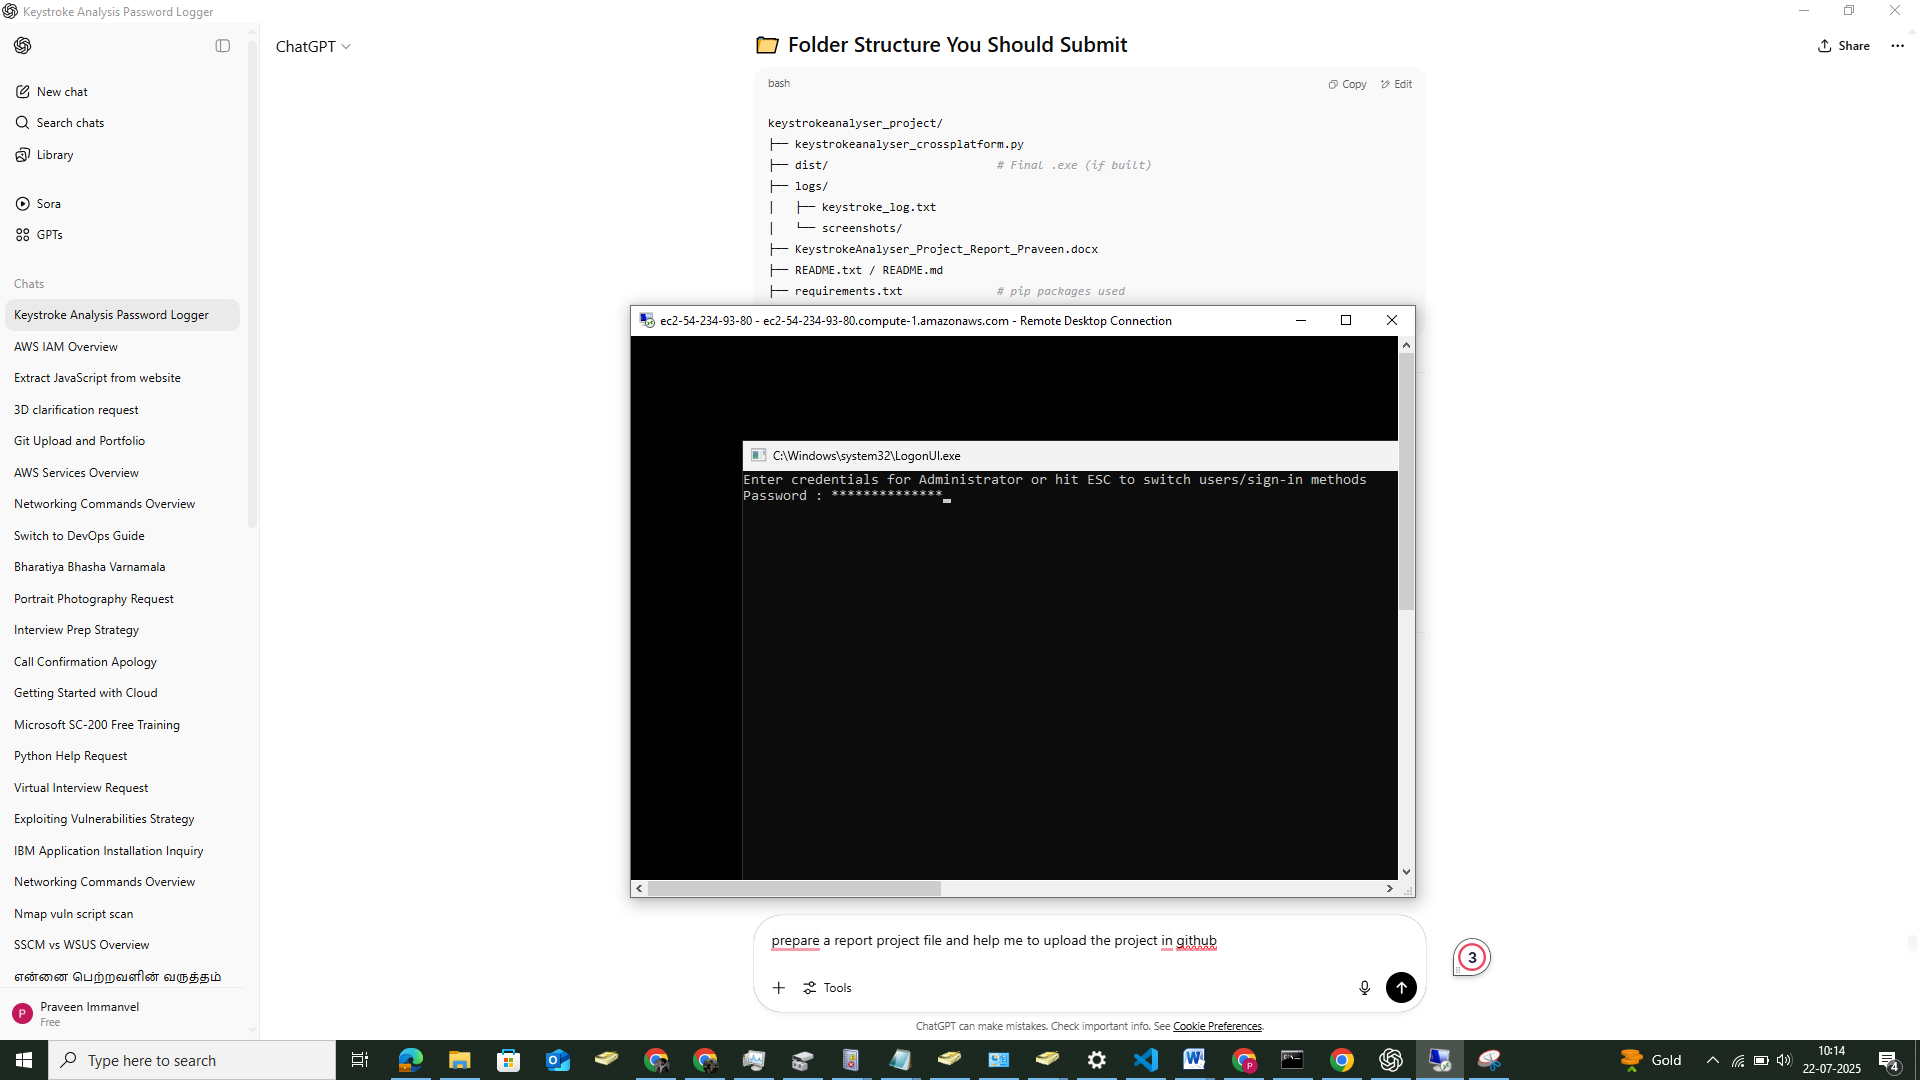 Keystroke Analysis Password Logger
ChatGPT
Share
New chat
Search chats
Library
Sora
GPTs
Chats
Keystroke Analysis Password Logger
AWS IAM Overview
Extract JavaScript from website
3D clarification request
Git Upload and Portfolio
AWS Services Overview
Networking Commands Overview
Switch to DevOps Guide
Bharatiya Bhasha Varnamala
Portrait Photography Request
Interview Prep Strategy
Call Confirmation Apology
Getting Started with Cloud
Microsoft SC-200 Free Training
Python Help Request
Virtual Interview Request
Exploiting Vulnerabilities Strategy
IBM Application Installation Inquiry
Networking Commands Overview
Nmap vuln script scan
SSCM vs WSUS Overview
என்னை பெற்றவளின் வருத்தம்
P
Praveen Immanvel
Free
Folder Structure You Should Submit
bash
Copy Edit
keystrokeanalyser_project/
├── keystrokeanalyser_crossplatform.py
├── dist/ # Final .exe (if built)
├── logs/
│ ├── keystroke_log.txt
│ └── screenshots/
├── KeystrokeAnalyser_Project_Report_Praveen.docx
├── README.txt / README.md
├── requirements.txt # pip packages used
ec2-54-234-93-80 - ec2-54-234-93-80.compute-1.amazonaws.com - Remote Desktop Connection
C:\Windows\system32\LogonUI.exe
Enter credentials for Administrator or hit ESC to switch users/sign-in methods
Password : **************
prepare a report project file and help me to upload the project in github
Tools
3
ChatGPT can make mistakes. Check important info. See Cookie Preferences.
Type here to search
Gold
10:14
22-07-2025
4